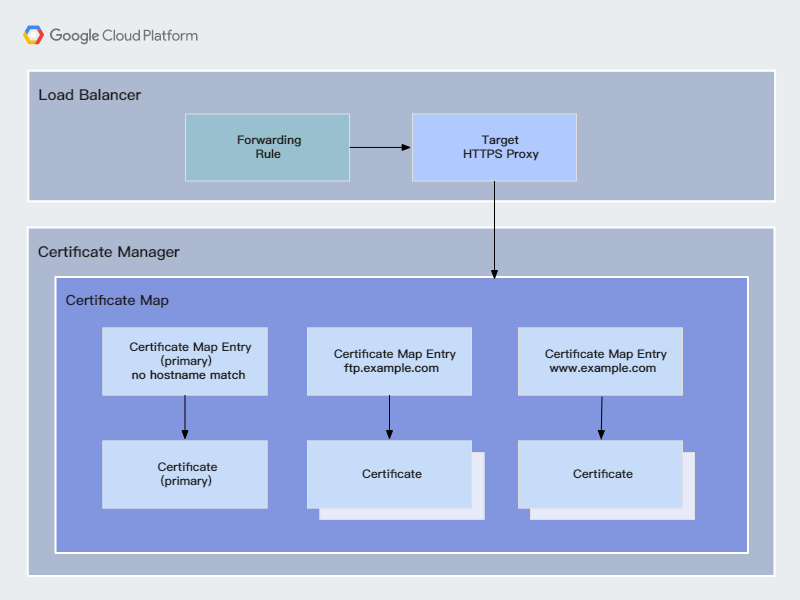 Google Cloud Platform
Load Balancer
Forwarding
Rule
Target
HTTPS Proxy
Certificate Manager
Certificate Map
Certificate Map Entry
(primary)
no hostname match
Certificate Map Entry
ftp.example.com
Certificate Map Entry
www.example.com
Certificate
(primary)
Certificate
Certificate